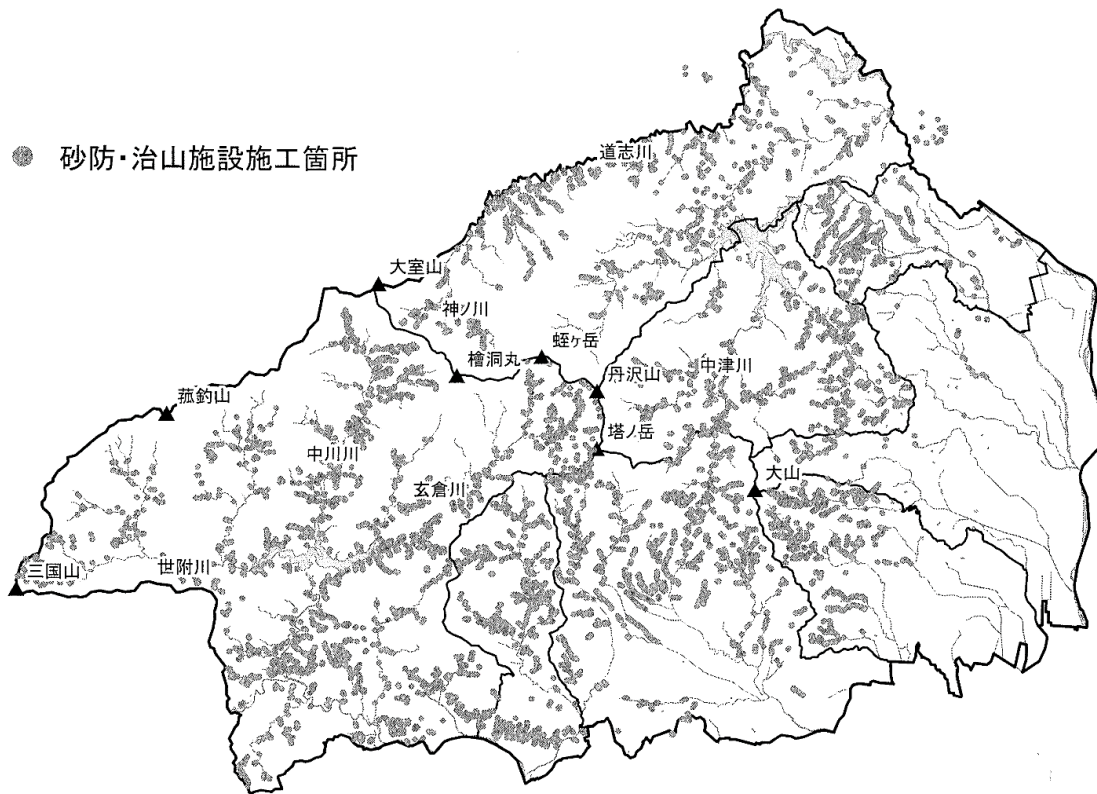 砂防・治山施設施工箇所
道志川
大室山
神ノ川
蛭ヶ岳
檜洞丸
丹沢山
中津川
菰釣山
塔ノ岳
中川川
玄倉川
大山
三国山
世附川